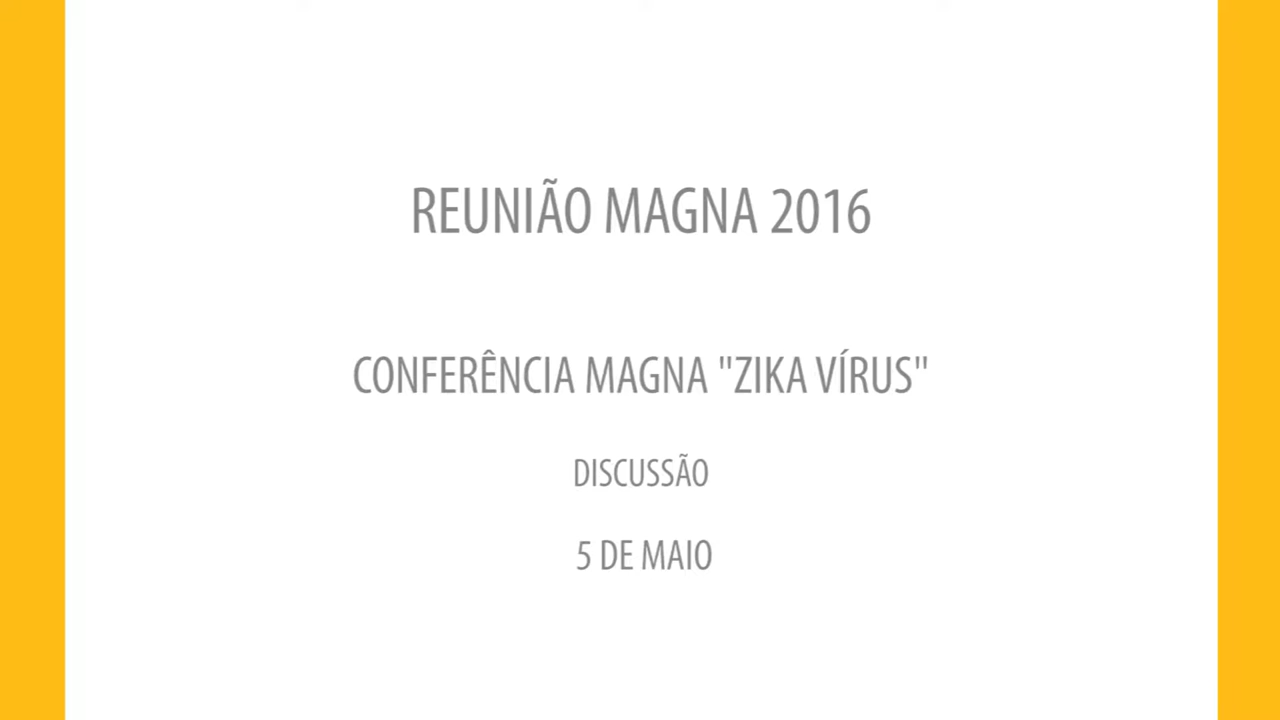 REUNIÃO MAGNA 2016
CONFERÊNCIA MAGNA "ZIKA VÍRUS"
DISCUSSÃO
5 DE MAIO